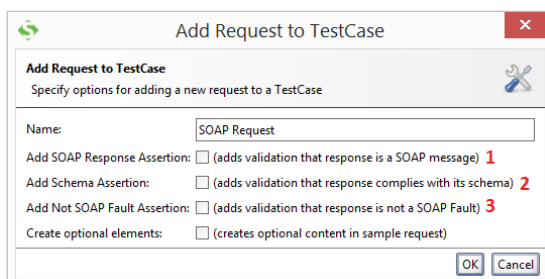 Add Request to TestCase
Add Request to TestCase
Specify options for adding a new request to a TestCase
Name: SOAP Request
Add SOAP Response Assertion: (adds validation that response is a SOAP message) 1
Add Schema Assertion: (adds validation that response complies with its schema) 2
Add Not SOAP Fault Assertion: (adds validation that response is not a SOAP Fault) 3
Create optional elements: (creates optional content in sample request)
OK Cancel